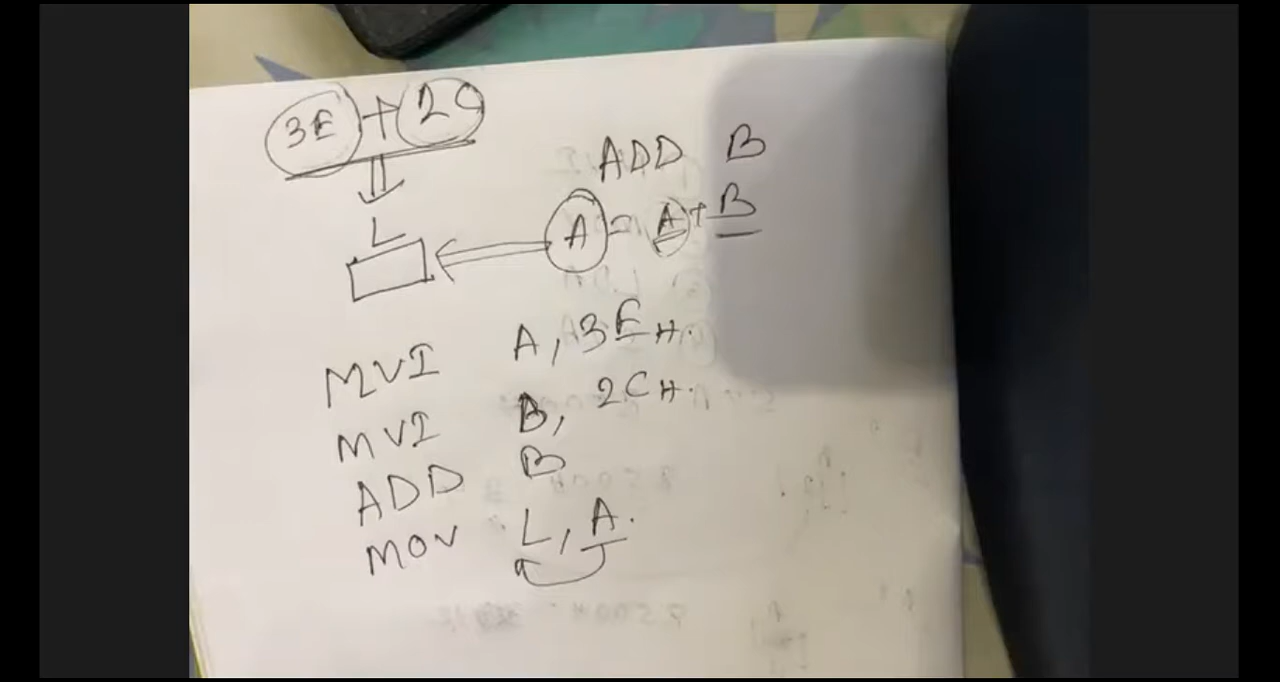 3E + 2C
ADD B
A = A + B
L
MVI A, 3EH.
MVI B, 2CH.
ADD B
MOV L, A.